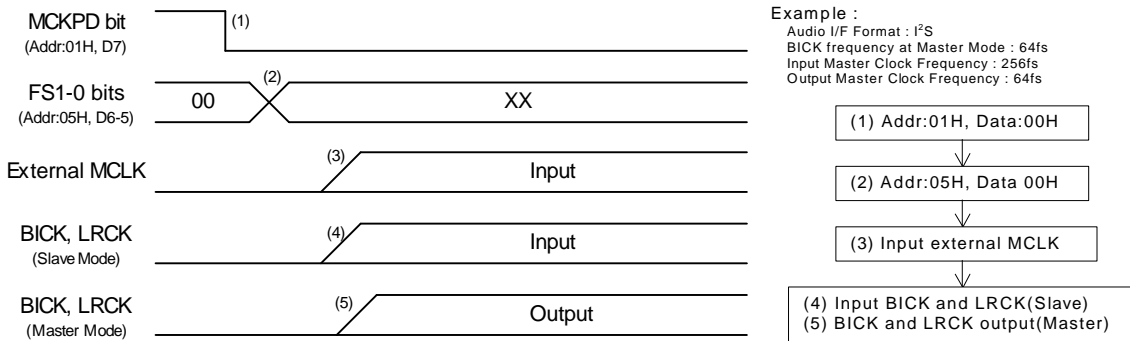 MCKPD bit
(Addr:01H, D7)
(1)
FS1-0 bits
(Addr:05H, D6-5)
00
(2)
XX
External MCLK
(3)
Input
BICK, LRCK
(Slave Mode)
(4)
Input
BICK, LRCK
(Master Mode)
(5)
Output
Example :
Audio I/F Format : I²S
BICK frequency at Master Mode : 64fs
Input Master Clock Frequency : 256fs
Output Master Clock Frequency : 64fs
(1) Addr:01H, Data:00H
(2) Addr:05H, Data 00H
(3) Input external MCLK
(4) Input BICK and LRCK(Slave)
(5) BICK and LRCK output(Master)